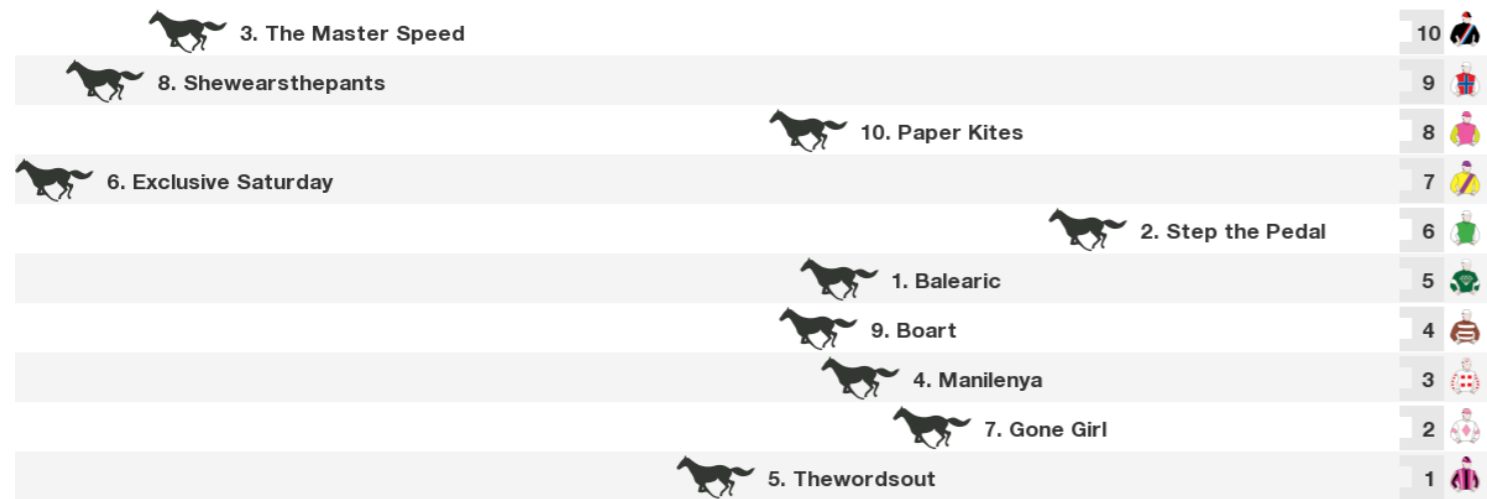 3. The Master Speed 10
8. Shewearsthepants 9
10. Paper Kites 8
6. Exclusive Saturday 7
2. Step the Pedal 6
1. Balearic 5
9. Boart 4
4. Manilenya 3
7. Gone Girl 2
5. Thewordsout 1